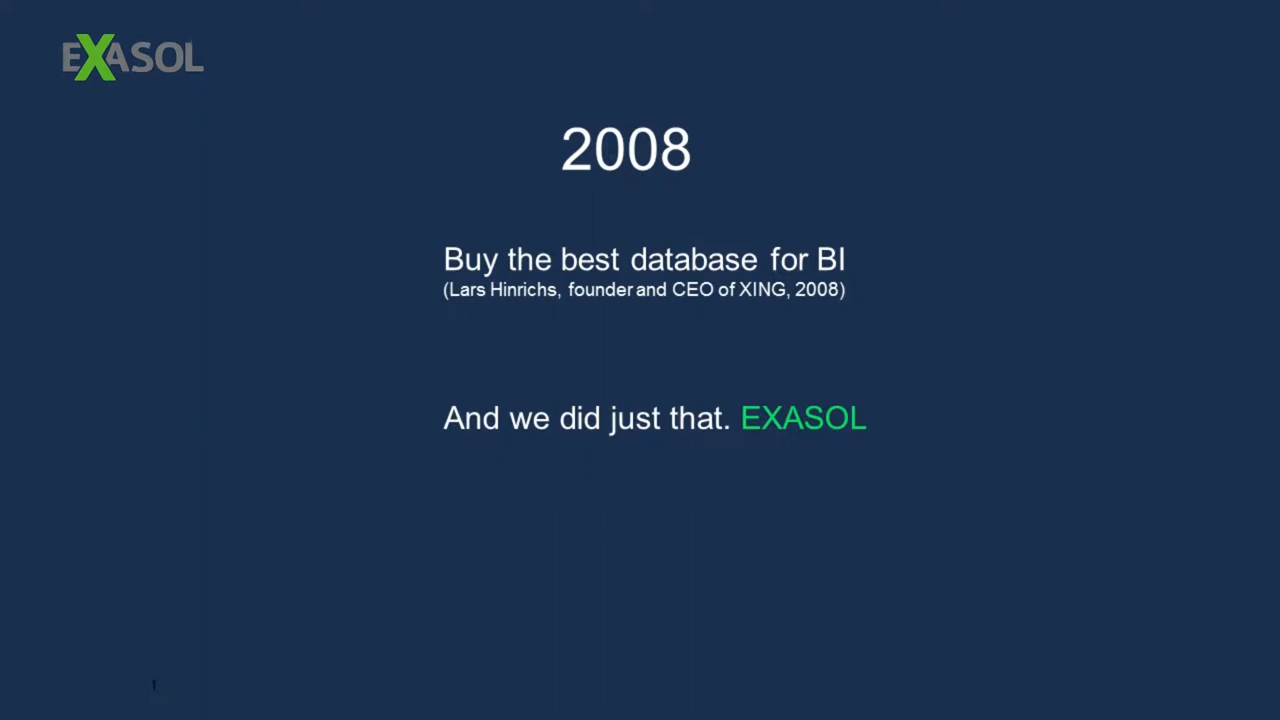 EXASOL
2008
Buy the best database for BI
(Lars Hinrichs, founder and CEO of XING, 2008)
And we did just that. EXASOL